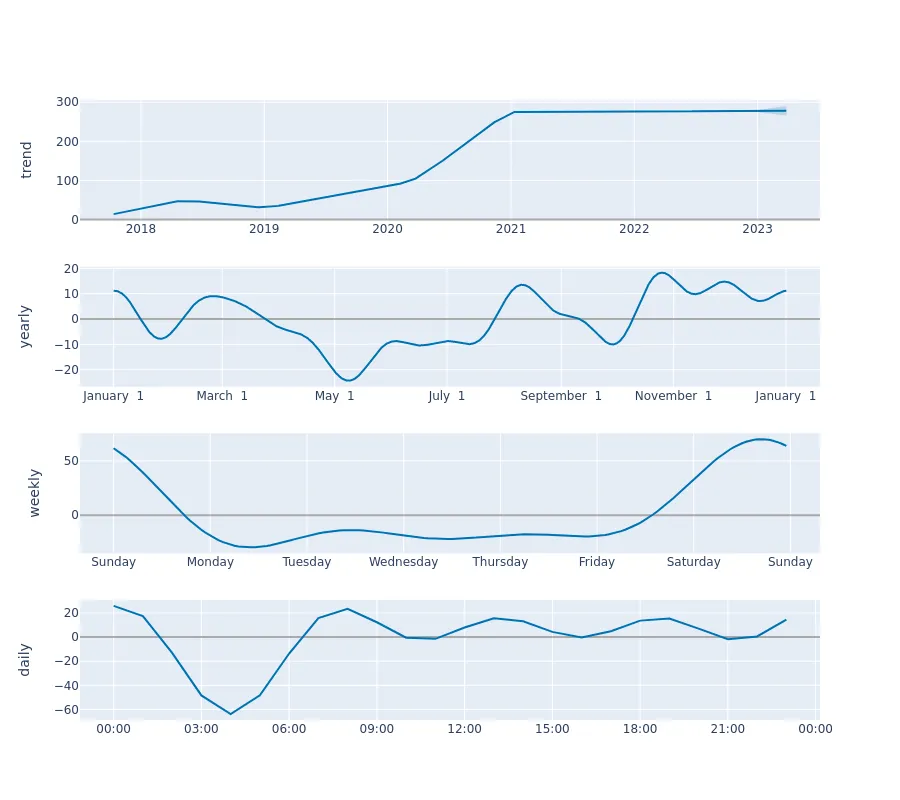 trend
300
200
100
0
2018 2019 2020 2021 2022 2023
yearly
20
10
0
−10
−20
January 1 March 1 May 1 July 1 September 1 November 1 January 1
weekly
50
0
Sunday Monday Tuesday Wednesday Thursday Friday Saturday Sunday
daily
20
0
−20
−40
−60
00:00 03:00 06:00 09:00 12:00 15:00 18:00 21:00 00:00